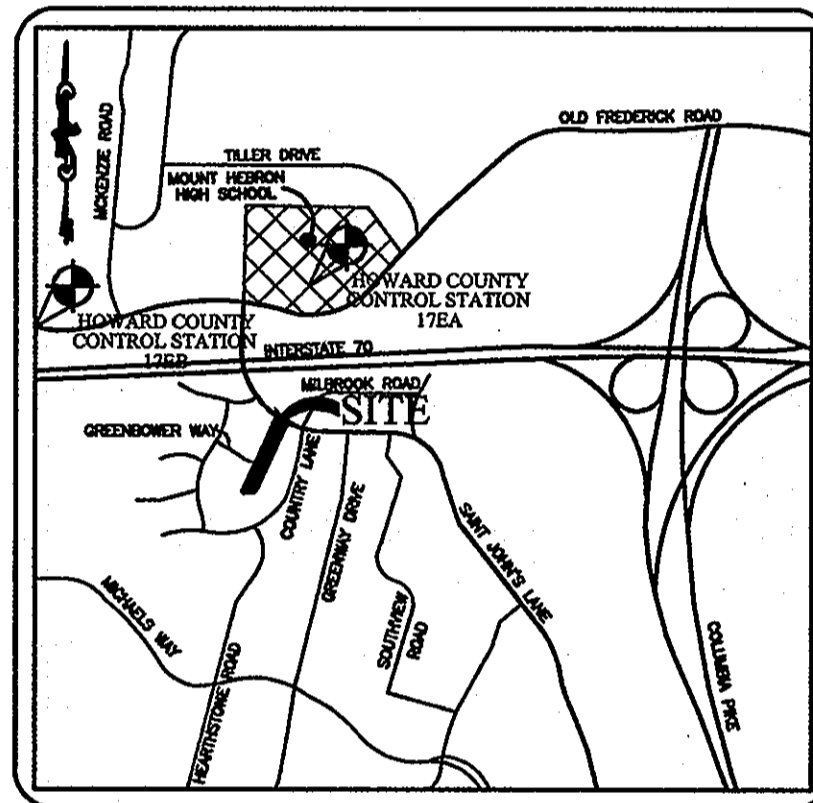 OLD FREDERICK ROAD
MCKENZIE ROAD
TILLER DRIVE
MOUNT HEBRON
HIGH SCHOOL
HOWARD COUNTY
CONTROL STATION
17EA
HOWARD COUNTY
CONTROL STATION
17EB
INTERSTATE 70
MILBROOK ROAD
SITE
GREENBOWER WAY
COUNTRY LANE
GREENWAY DRIVE
SAINT JOHN'S LANE
SOUTHVIEW
ROAD
MICHAELS WAY
HEARTHSTONE ROAD
COLUMBIA PIKE